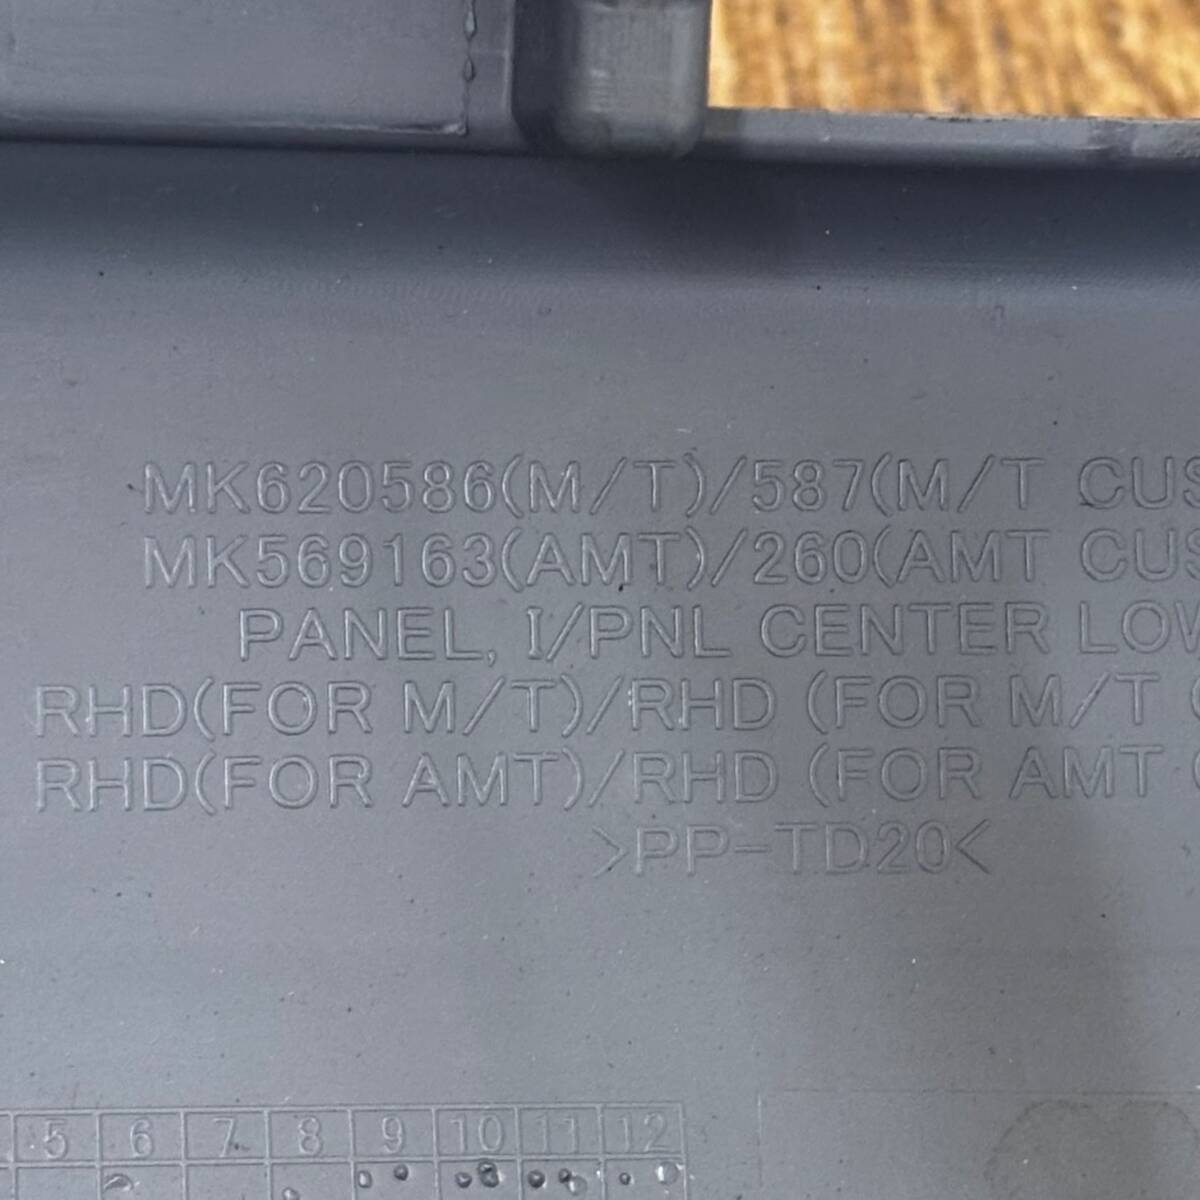 MK620586(M/T)/587(M/T CUS
MK569163(AMT)/260(AMT CUS
PANEL, I/PNL CENTER LOW
RHD(FOR M/T)/RHD (FOR M/T
RHD(FOR AMT)/RHD (FOR AMT
>PP-TD20<
5 6 7 8 9 10 11 12